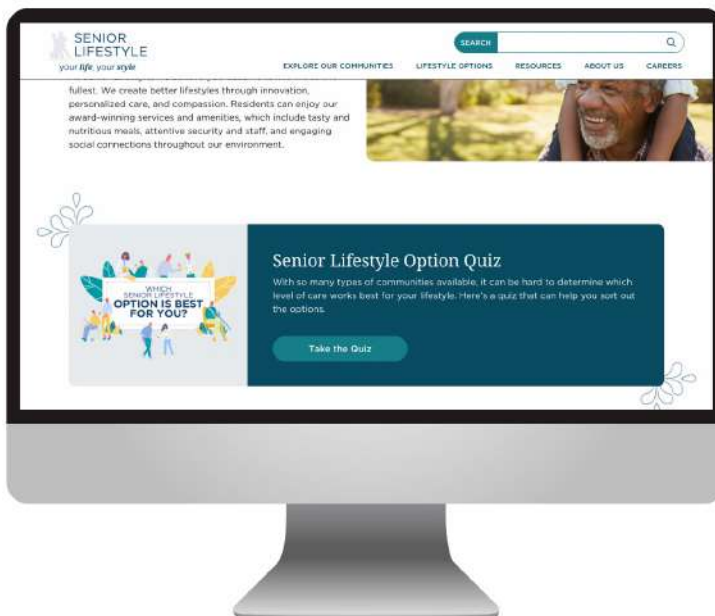 SENIOR
LIFESTYLE
your life, your style
SEARCH
EXPLORE OUR COMMUNITIES LIFESTYLE OPTIONS RESOURCES ABOUT US CAREERS
fullest. We create better lifestyles through innovation,
personalized care, and compassion. Residents can enjoy our
award-winning services and amenities, which include tasty and
nutritious meals, attentive security and staff, and engaging
social connections throughout our environment.
WHICH
SENIOR LIFESTYLE
OPTION IS BEST
FOR YOU?
Senior Lifestyle Option Quiz
With so many types of communities available, it can be hard to determine which
level of care works best for your lifestyle. Here's a quiz that can help you sort out
the options.
Take the Quiz